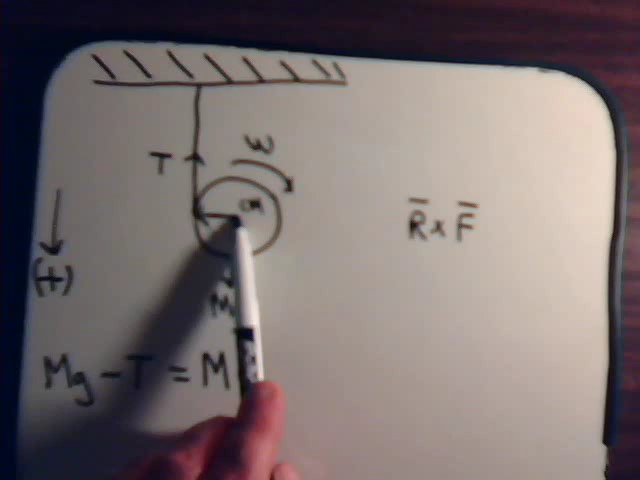 T
ω
(+)
R̄ × F̄
Mg - T = M